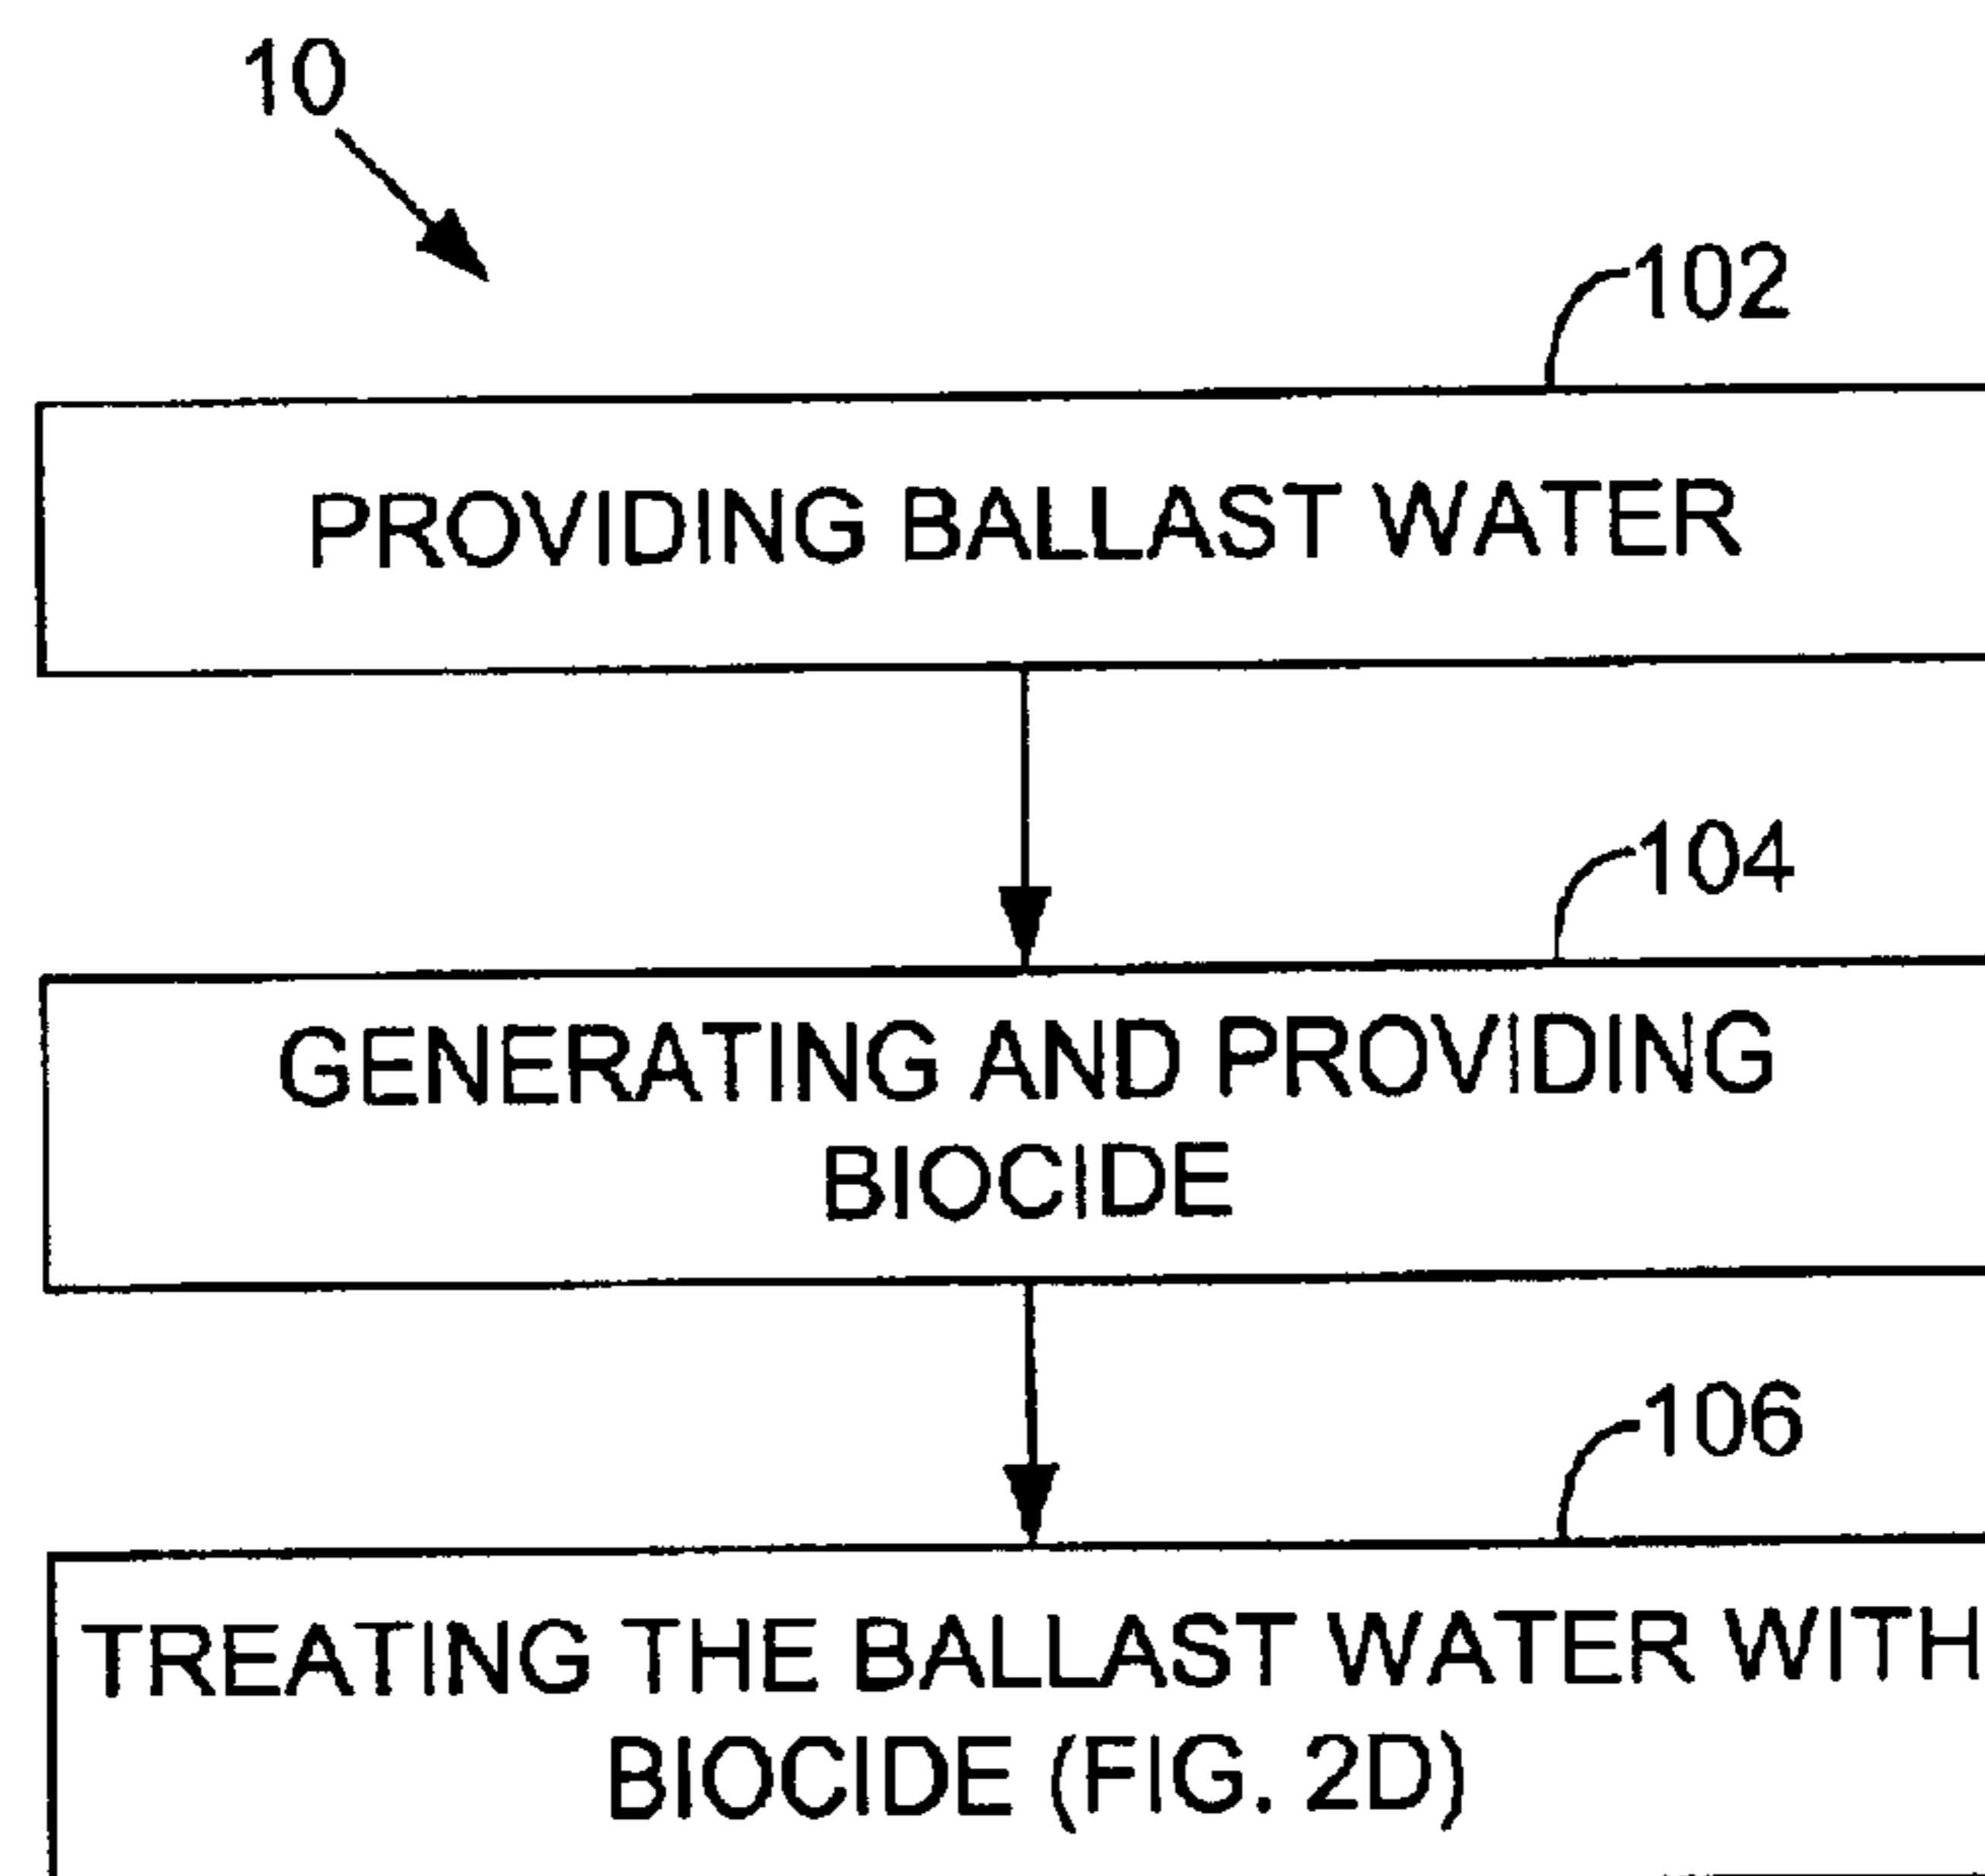 10
102
PROVIDING BALLAST WATER
104
GENERATING AND PROVIDING
BIOCIDE
106
TREATING THE BALLAST WATER WITH
BIOCIDE (FIG. 2D)